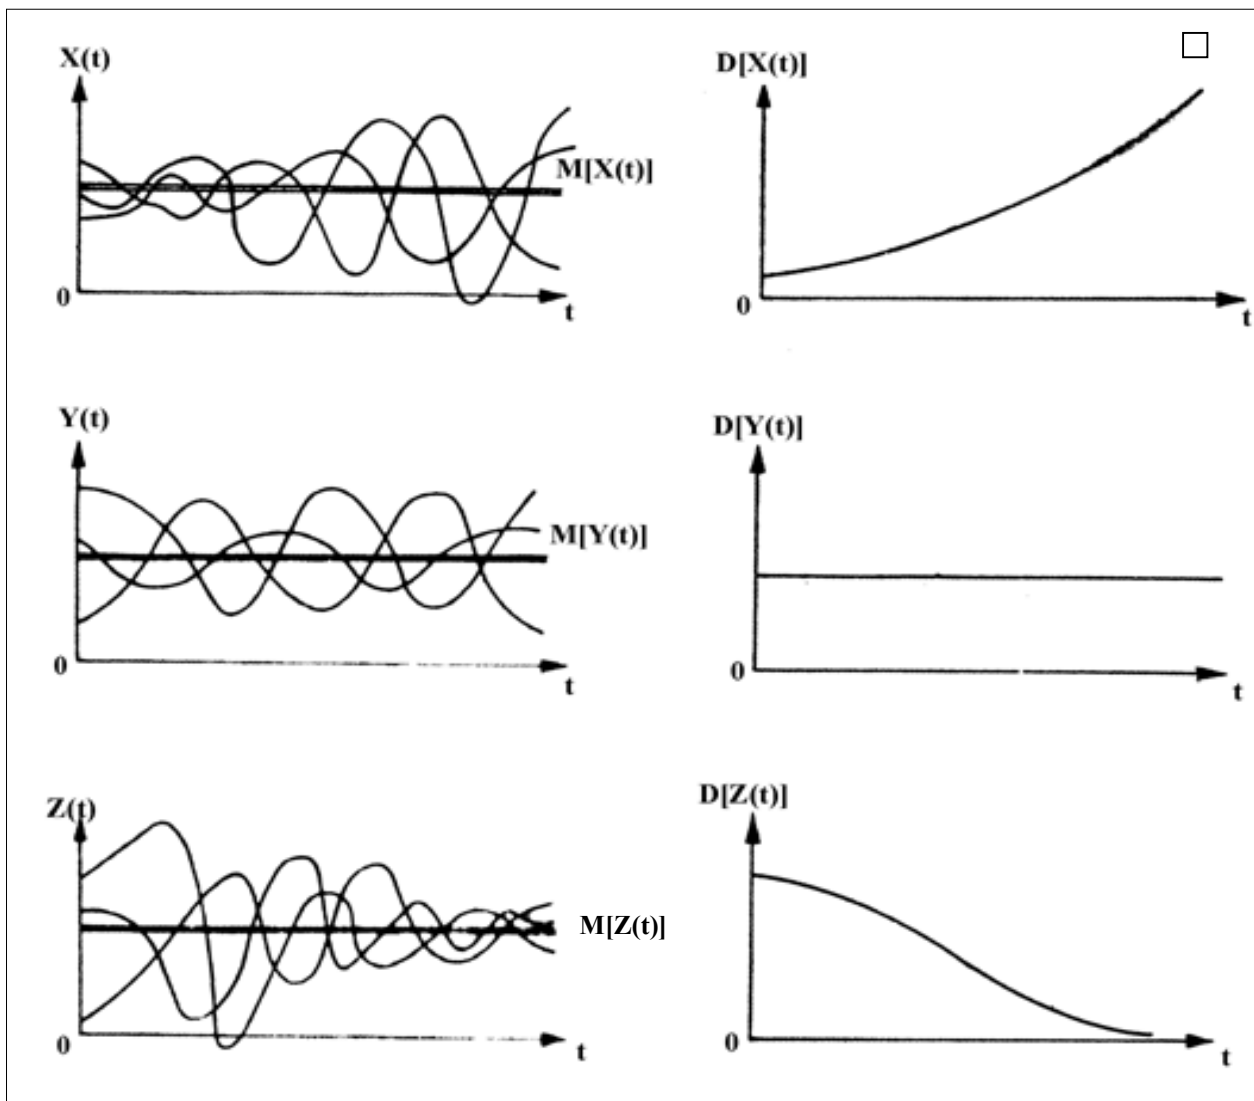 X(t)
M[X(t)]
0
t
D[X(t)]
0
t
Y(t)
M[Y(t)]
0
t
D[Y(t)]
0
t
Z(t)
M[Z(t)]
0
t
D[Z(t)]
0
t